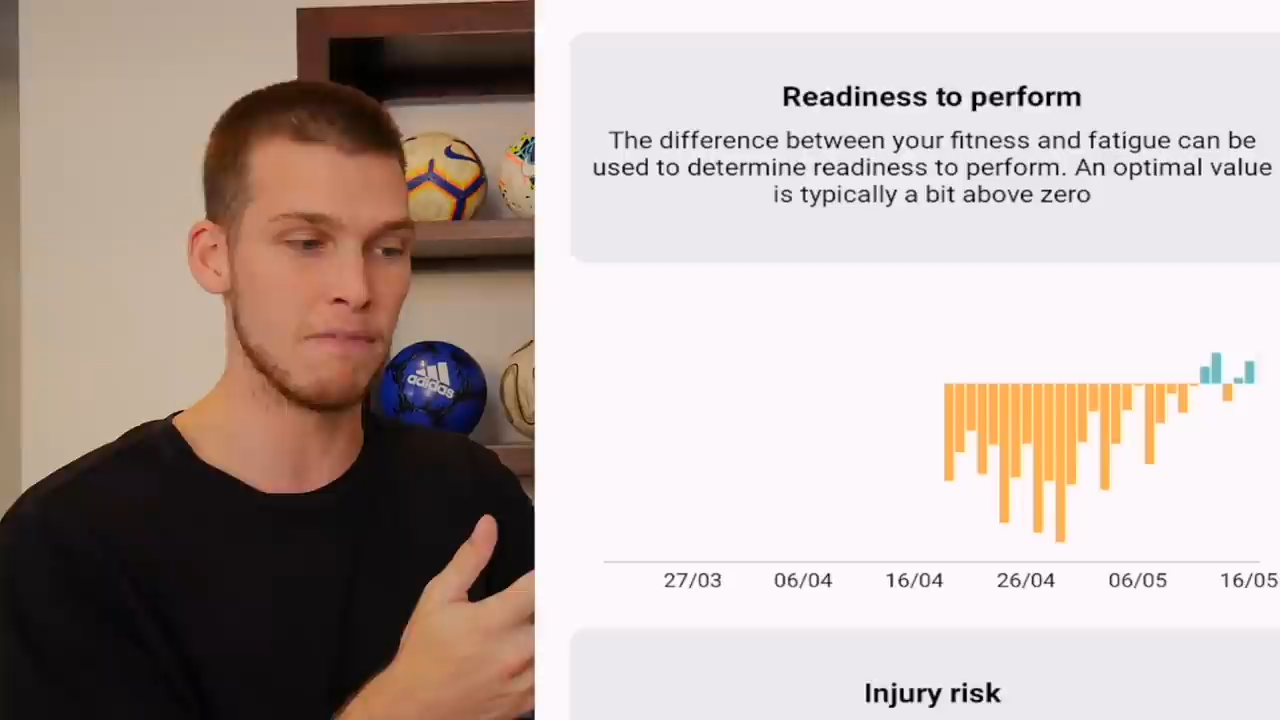 Readiness to perform
The difference between your fitness and fatigue can be
used to determine readiness to perform. An optimal value
is typically a bit above zero
adidas
27/03 06/04 16/04 26/04 06/05 16/05
Injury risk